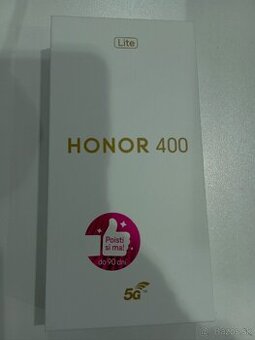 Lite
HONOR 400
Poisti
si ma!
do 90 dní
5G